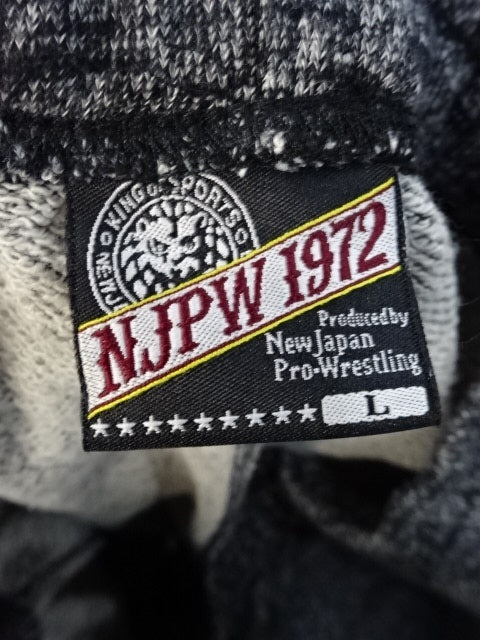 KING OF SPORTS
NEW
NJPW 1972
Produced by
New Japan
Pro-Wrestling
L